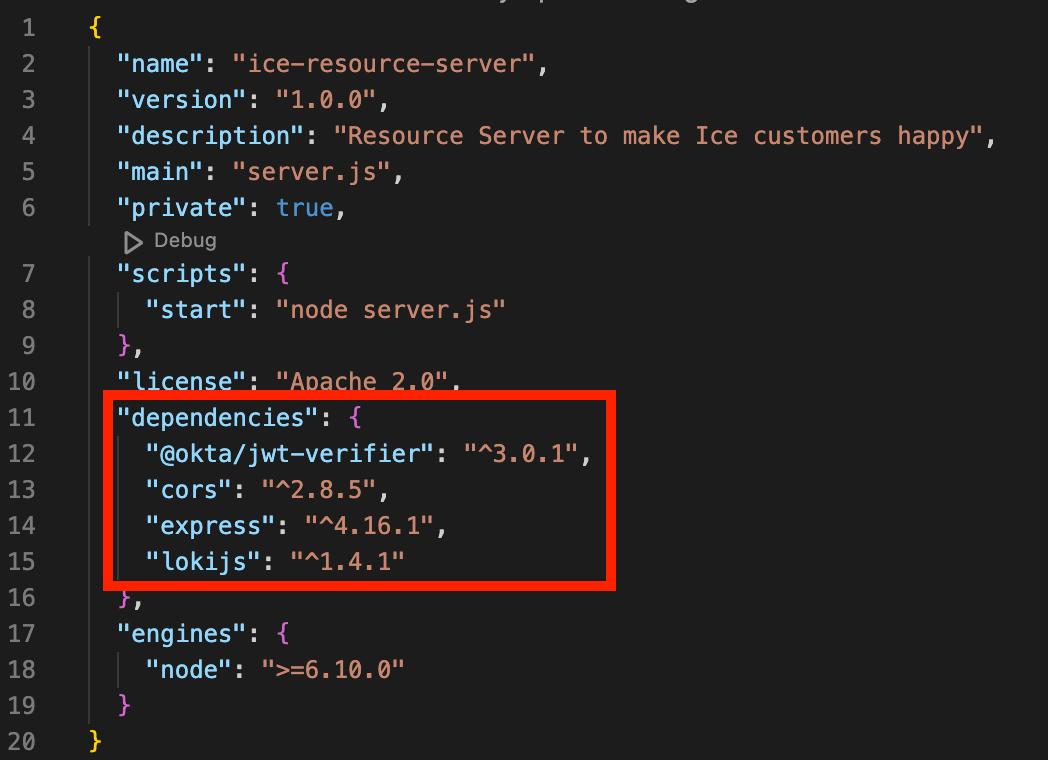 1 {
2 "name": "ice-resource-server",
3 "version": "1.0.0",
4 "description": "Resource Server to make Ice customers happy",
5 "main": "server.js",
6 "private": true,
Debug
7 "scripts": {
8 "start": "node server.js"
9 },
10 "license": "Apache 2.0",
11 "dependencies": {
12 "@okta/jwt-verifier": "^3.0.1",
13 "cors": "^2.8.5",
14 "express": "^4.16.1",
15 "lokijs": "^1.4.1"
16 },
17 "engines": {
18 "node": ">=6.10.0"
19 }
20 }